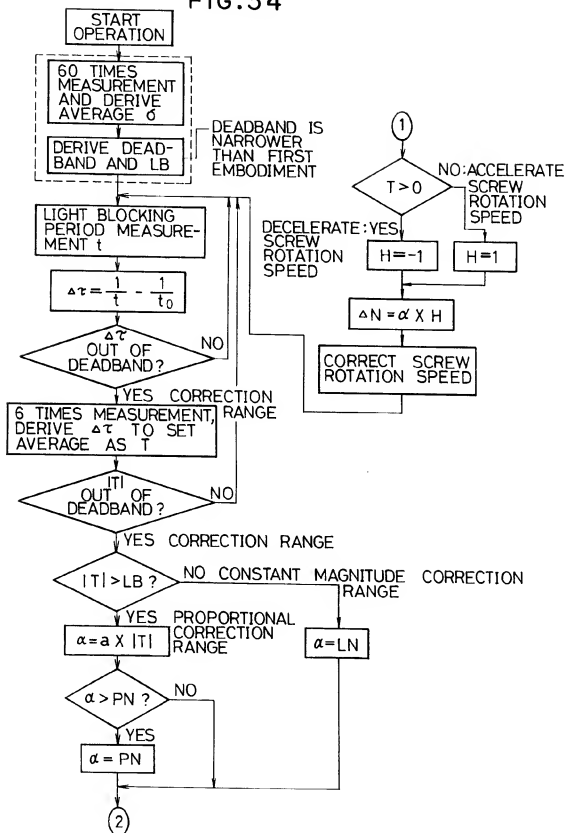 FIG.34
START
OPERATION
60 TIMES
MEASUREMENT
AND DERIVE
AVERAGE σ
DERIVE DEAD-
BAND AND LB
DEADBAND IS
NARROWER
THAN FIRST
EMBODIMENT
LIGHT BLOCKING
PERIOD MEASURE-
MENT t
Δτ = 1/t - 1/t₀
Δτ
OUT OF
DEADBAND?
NO
YES CORRECTION
RANGE
6 TIMES MEASUREMENT,
DERIVE Δτ TO SET
AVERAGE AS T
|T|
OUT OF
DEADBAND?
NO
YES CORRECTION RANGE
|T|>LB?
NO CONSTANT MAGNITUDE CORRECTION
RANGE
YES PROPORTIONAL
CORRECTION
RANGE
α=a X |T|
α=LN
α>PN?
NO
YES
α=PN
2
1
T>0
NO:ACCELERATE
SCREW
ROTATION
SPEED
DECELERATE:YES
SCREW
ROTATION
SPEED
H=-1
H=1
ΔN=α X H
CORRECT SCREW
ROTATION SPEED